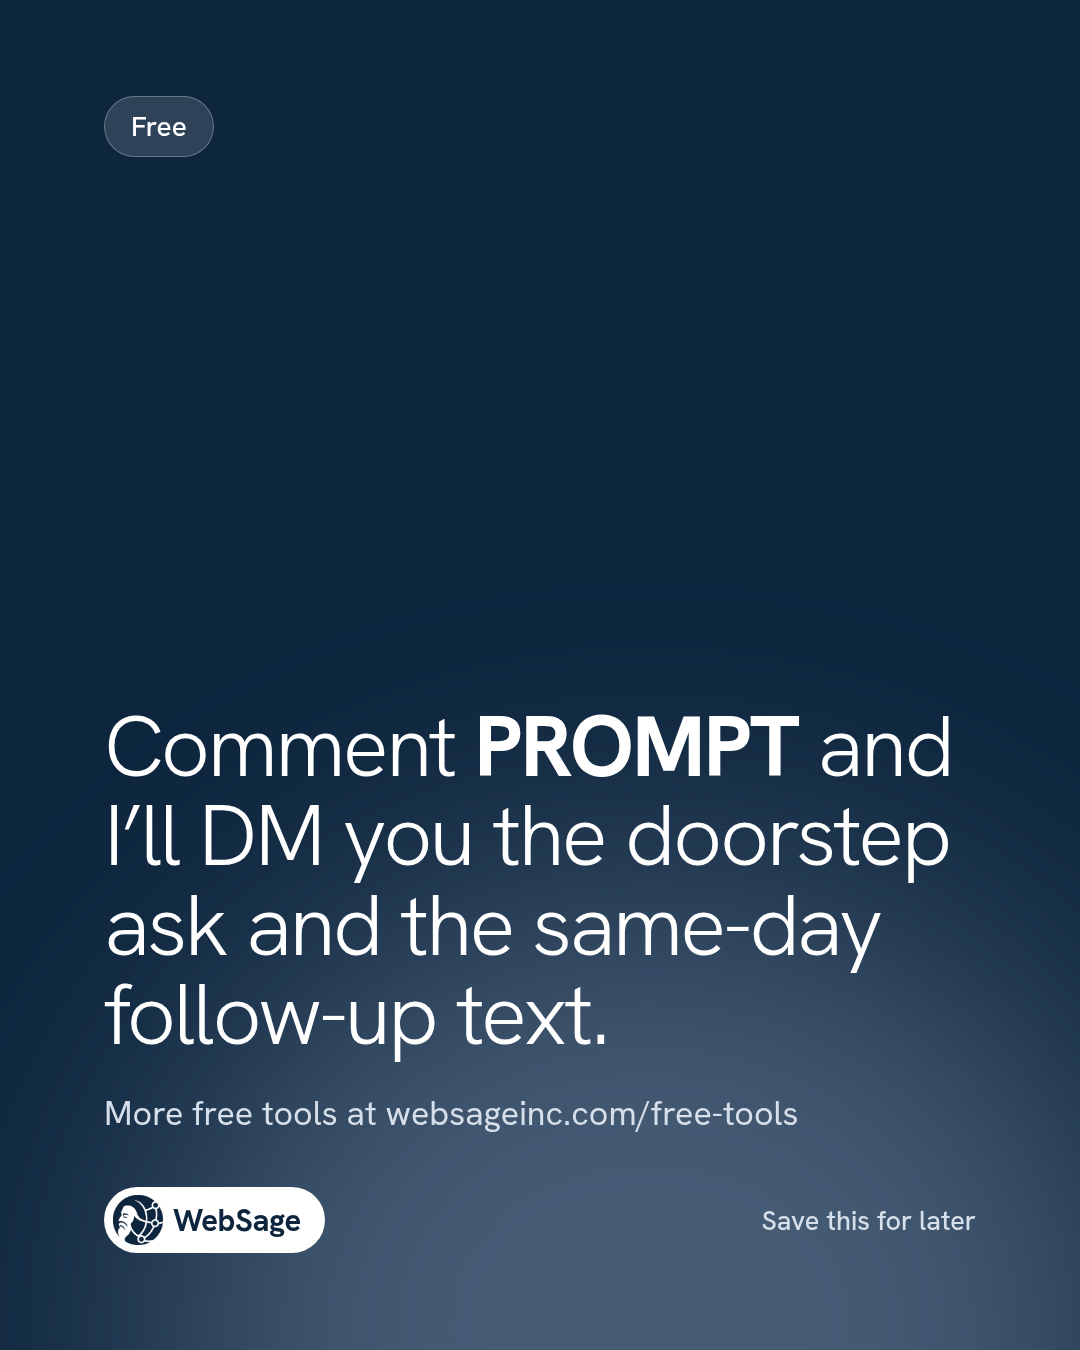 Free
Comment PROMPT and
I’ll DM you the doorstep
ask and the same-day
follow-up text.
More free tools at websageinc.com/free-tools
WebSage
Save this for later